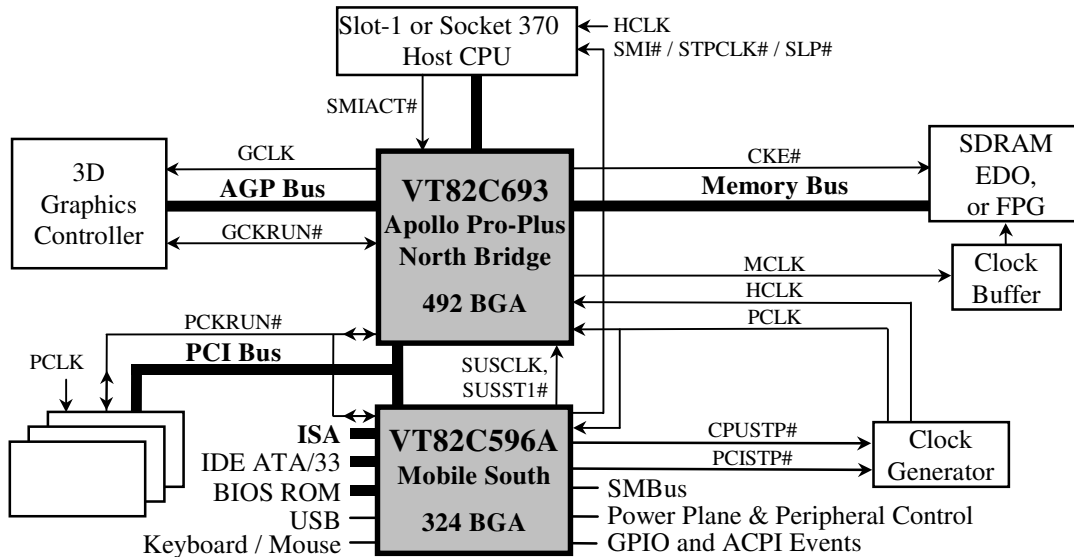 Slot-1 or Socket 370
Host CPU
HCLK
SMI# / STPCLK# / SLP#
SMIACT#
3D
Graphics
Controller
GCLK
AGP Bus
GCKRUN#
VT82C693
Apollo Pro-Plus
North Bridge
492 BGA
CKE#
Memory Bus
SDRAM
EDO,
or FPG
MCLK
HCLK
PCLK
Clock
Buffer
PCKRUN#
PCI Bus
PCLK
SUSCLK,
SUSST1#
ISA
IDE ATA/33
BIOS ROM
USB
Keyboard / Mouse
VT82C596A
Mobile South
324 BGA
CPUSTP#
PCISTP#
Clock
Generator
SMBus
Power Plane & Peripheral Control
GPIO and ACPI Events